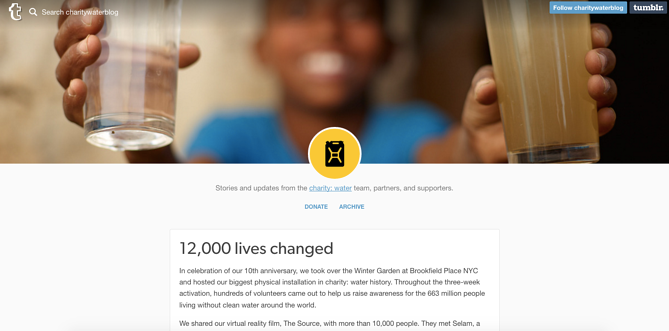 Search charitywaterblog
Follow charitywaterblog
tumblr.
Stories and updates from the charity: water team, partners, and supporters.
DONATE ARCHIVE
12,000 lives changed
In celebration of our 10th anniversary, we took over the Winter Garden at Brookfield Place NYC
and hosted our biggest physical installation in charity: water history. Throughout the three-week
activation, hundreds of volunteers came out to help us raise awareness for the 663 million people
living without clean water around the world.
We shared our virtual reality film, The Source, with more than 10,000 people. They met Selam, a